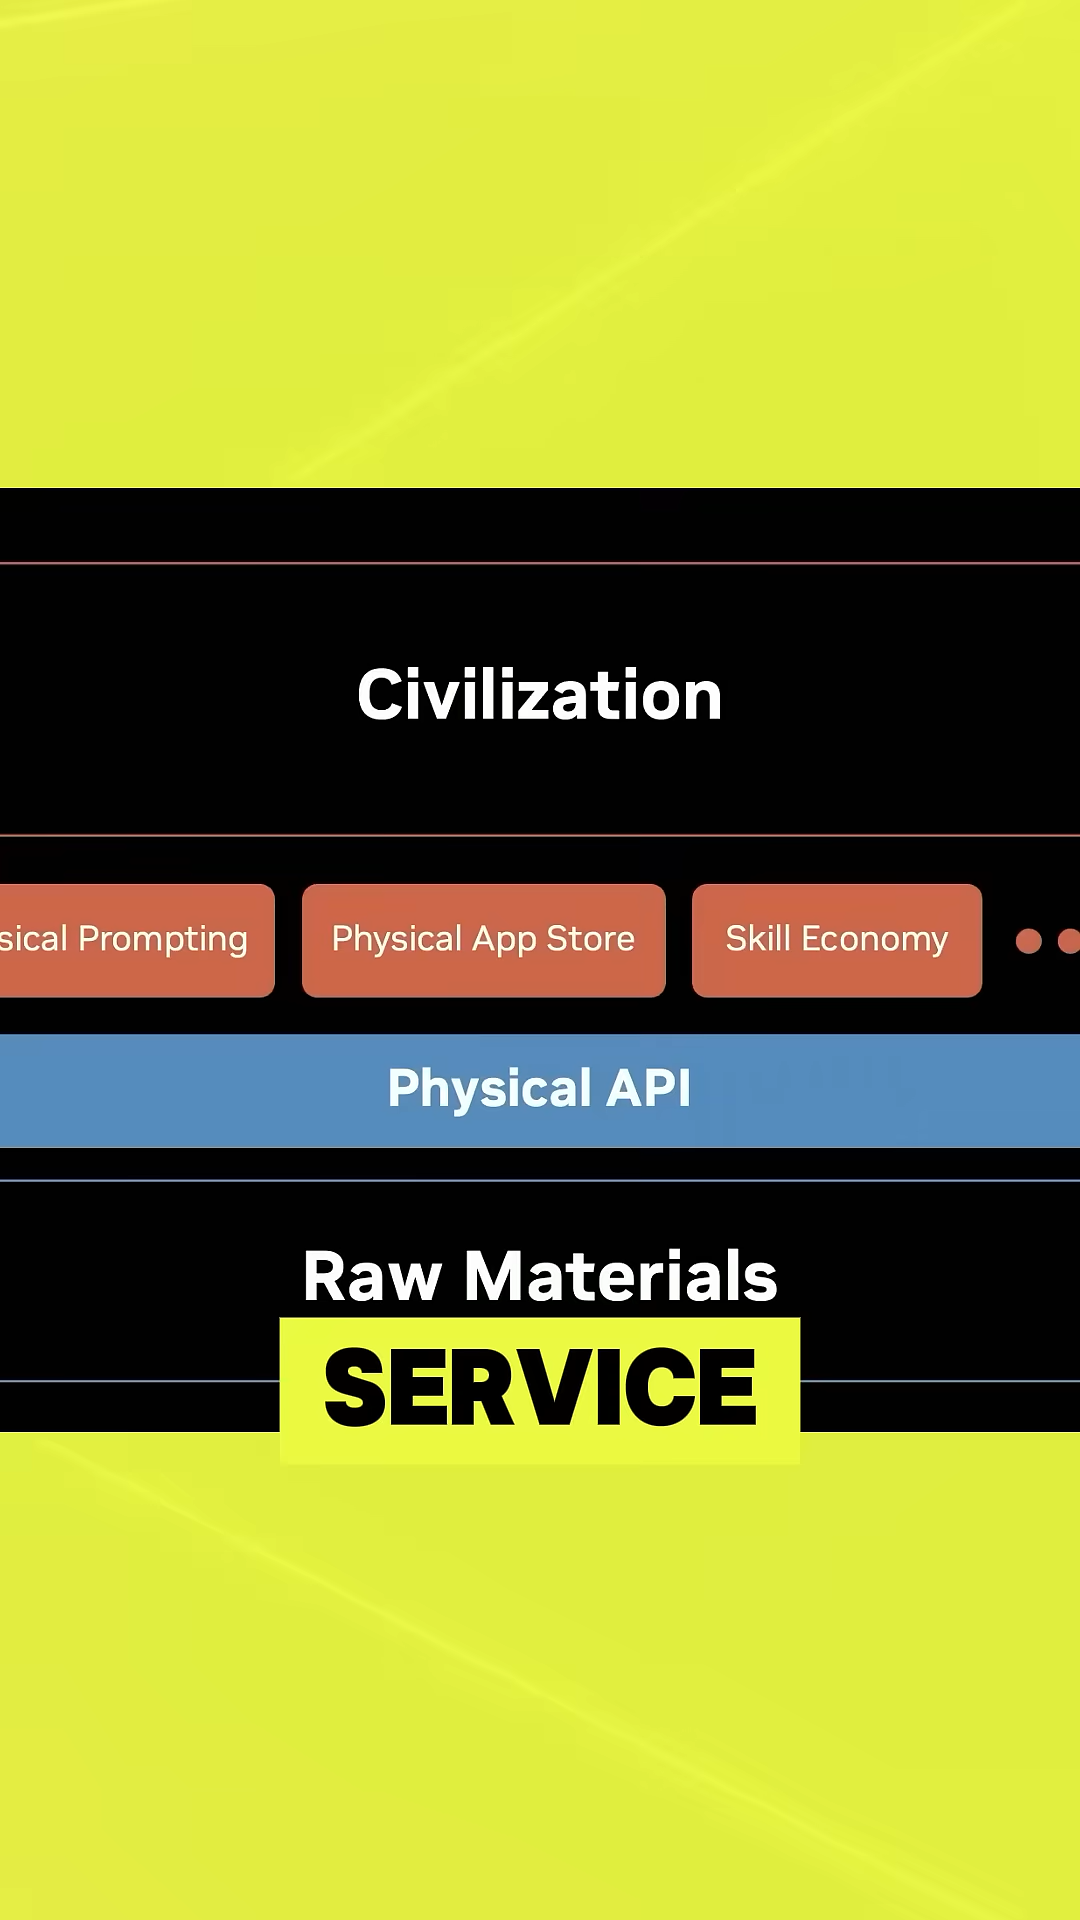 Civilization
sical Prompting
Physical App Store
Skill Economy
Physical API
Raw Materials
SERVICE